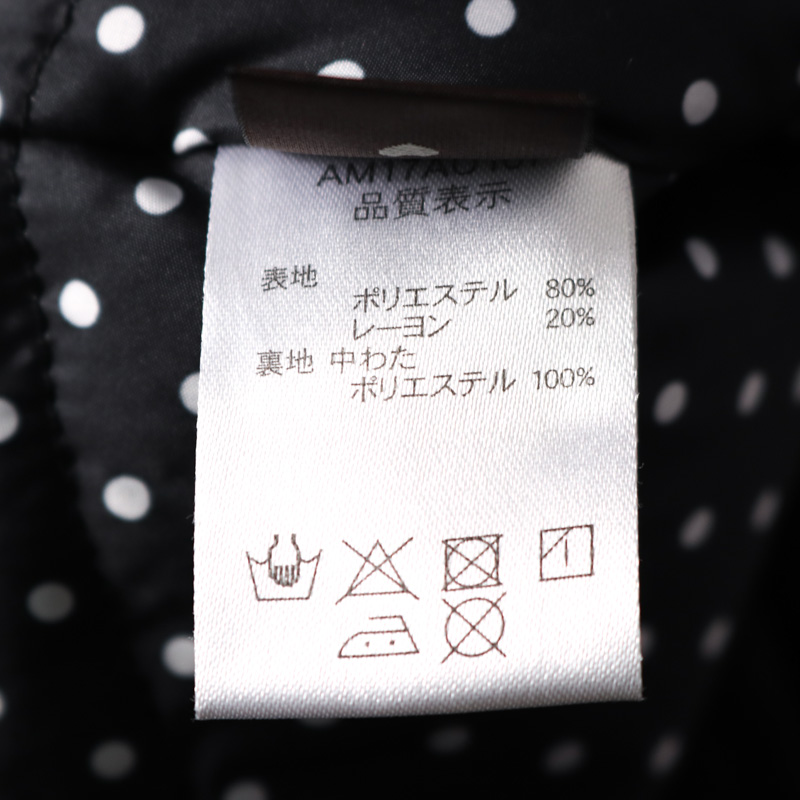 品質表示
表地
ポリエステル 80%
レーヨン 20%
裏地 中わた
ポリエステル 100%